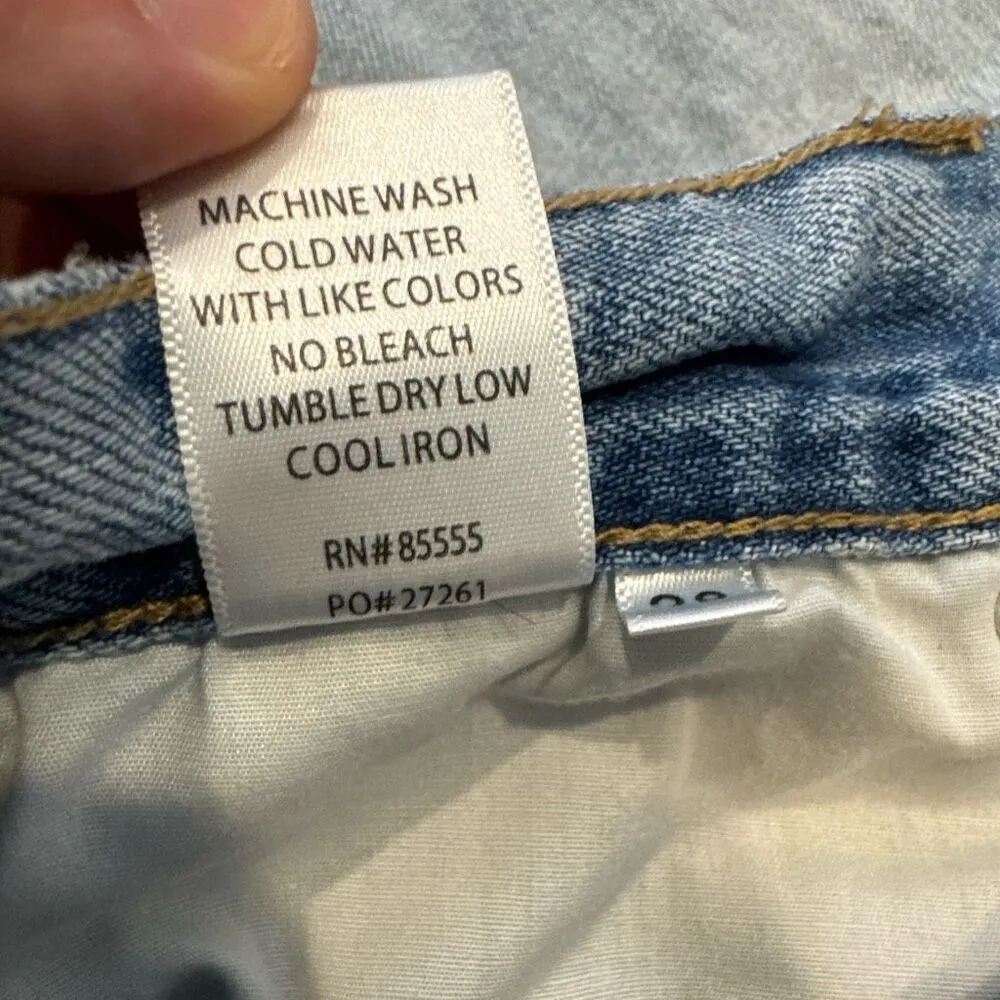 MACHINE WASH
COLD WATER
WITH LIKE COLORS
NO BLEACH
TUMBLE DRY LOW
COOL IRON
RN# 85555
PO# 27261